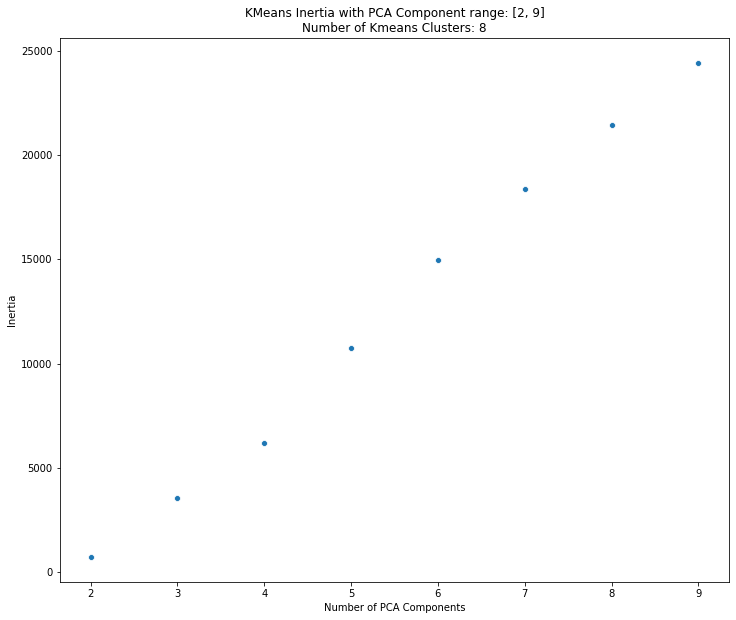 KMeans Inertia with PCA Component range: [2, 9]
Number of Kmeans Clusters: 8
25000
20000
15000
10000
5000
0
Inertia
2 3 4 5 6 7 8 9
Number of PCA Components